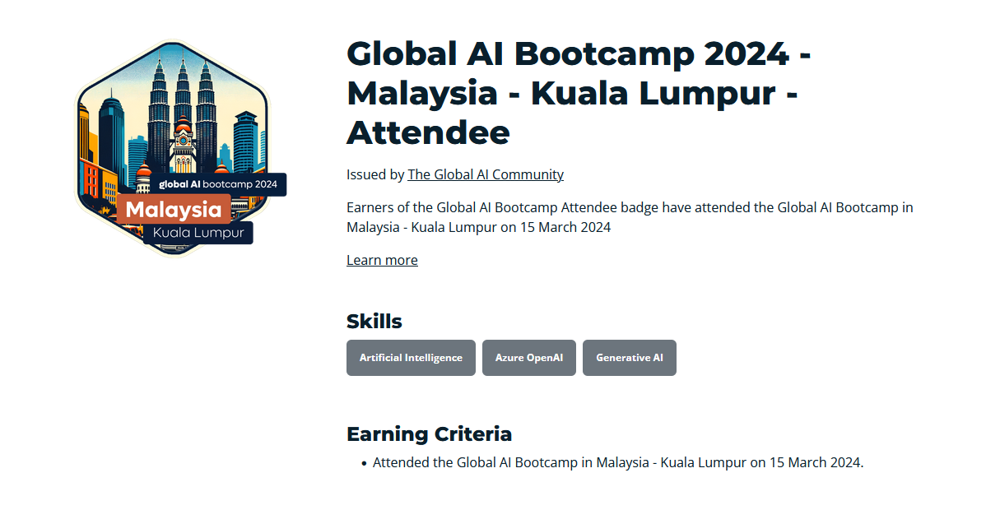 Global AI Bootcamp 2024 -
Malaysia - Kuala Lumpur -
Attendee
global AI bootcamp 2024
Malaysia
Kuala Lumpur
Issued by The Global AI Community
Earners of the Global AI Bootcamp Attendee badge have attended the Global AI Bootcamp in
Malaysia - Kuala Lumpur on 15 March 2024
Learn more
Skills
Artificial Intelligence Azure OpenAI Generative AI
Earning Criteria
• Attended the Global AI Bootcamp in Malaysia - Kuala Lumpur on 15 March 2024.